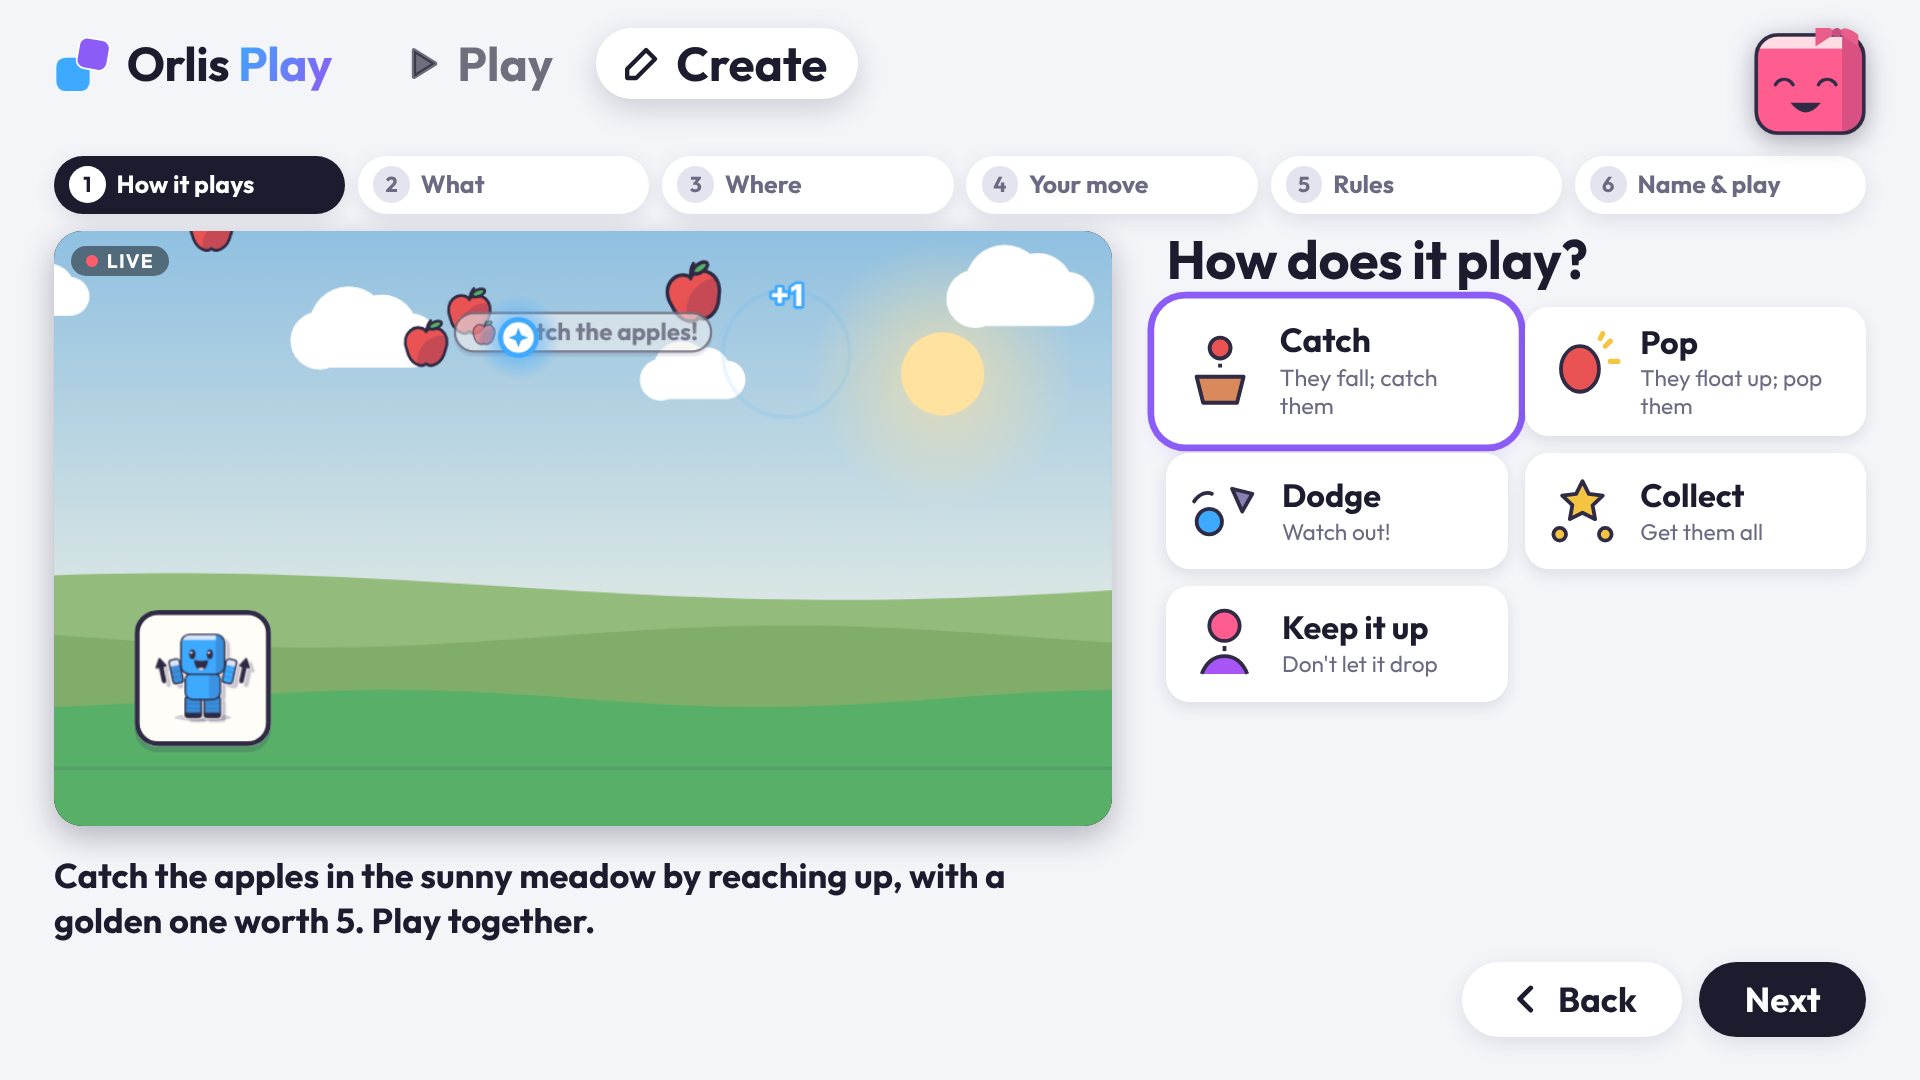 Orlis Play
Play
Create
1 How it plays
2 What
3 Where
4 Your move
5 Rules
6 Name & play
LIVE
+1
the apples!
How does it play?
Catch
They fall; catch
them
Pop
They float up; pop
them
Dodge
Watch out!
Collect
Get them all
Keep it up
Don't let it drop
Catch the apples in the sunny meadow by reaching up, with a
golden one worth 5. Play together.
Back
Next